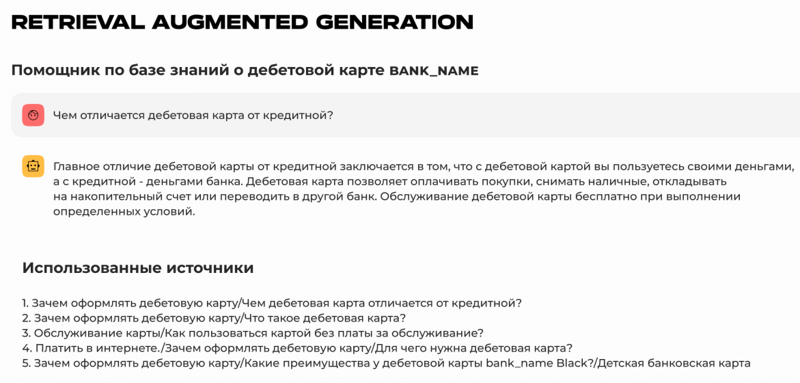 RETRIEVAL AUGMENTED GENERATION
Помощник по базе знаний о дебетовой карте BANK_NAME
Чем отличается дебетовая карта от кредитной?
Главное отличие дебетовой карты от кредитной заключается в том, что с дебетовой картой вы пользуетесь своими деньгами,
а с кредитной - деньгами банка. Дебетовая карта позволяет оплачивать покупки, снимать наличные, откладывать
на накопительный счет или переводить в другой банк. Обслуживание дебетовой карты бесплатно при выполнении
определенных условий.
Использованные источники
1. Зачем оформлять дебетовую карту/Чем дебетовая карта отличается от кредитной?
2. Зачем оформлять дебетовую карту/Что такое дебетовая карта?
3. Обслуживание карты/Как пользоваться картой без платы за обслуживание?
4. Платить в интернете./Зачем оформлять дебетовую карту/Для чего нужна дебетовая карта?
5. Зачем оформлять дебетовую карту/Какие преимущества у дебетовой карты bank_name Black?/Детская банковская карта